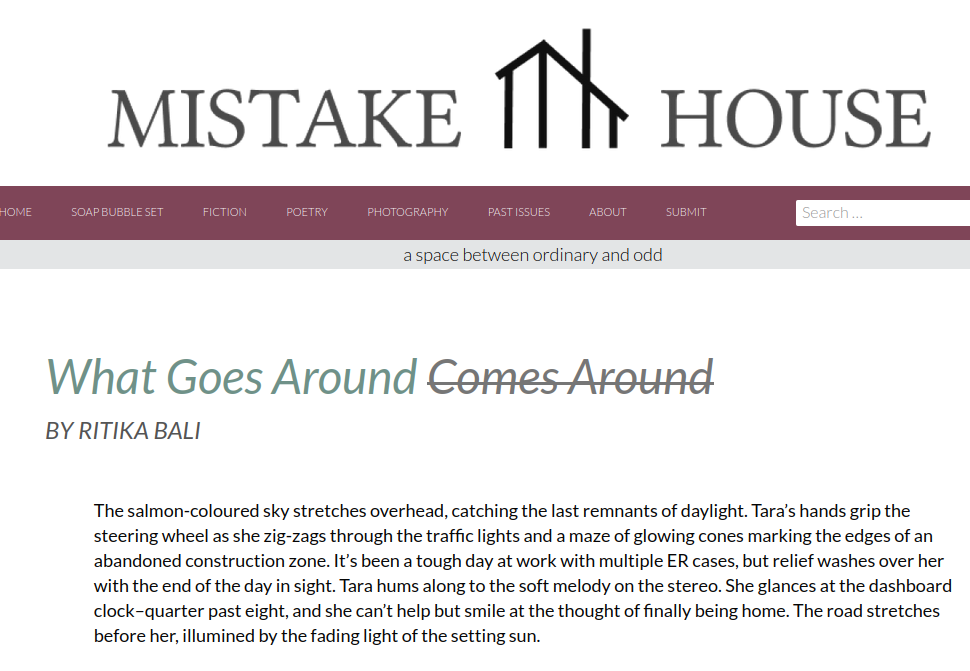 MISTAKE HOUSE
HOME SOAP BUBBLE SET FICTION POETRY PHOTOGRAPHY PAST ISSUES ABOUT SUBMIT Search ...
a space between ordinary and odd
What Goes Around Comes Around
BY RITIKA BALI
The salmon-coloured sky stretches overhead, catching the last remnants of daylight. Tara’s hands grip the
steering wheel as she zig-zags through the traffic lights and a maze of glowing cones marking the edges of an
abandoned construction zone. It’s been a tough day at work with multiple ER cases, but relief washes over her
with the end of the day in sight. Tara hums along to the soft melody on the stereo. She glances at the dashboard
clock–quarter past eight, and she can’t help but smile at the thought of finally being home. The road stretches
before her, illumined by the fading light of the setting sun.